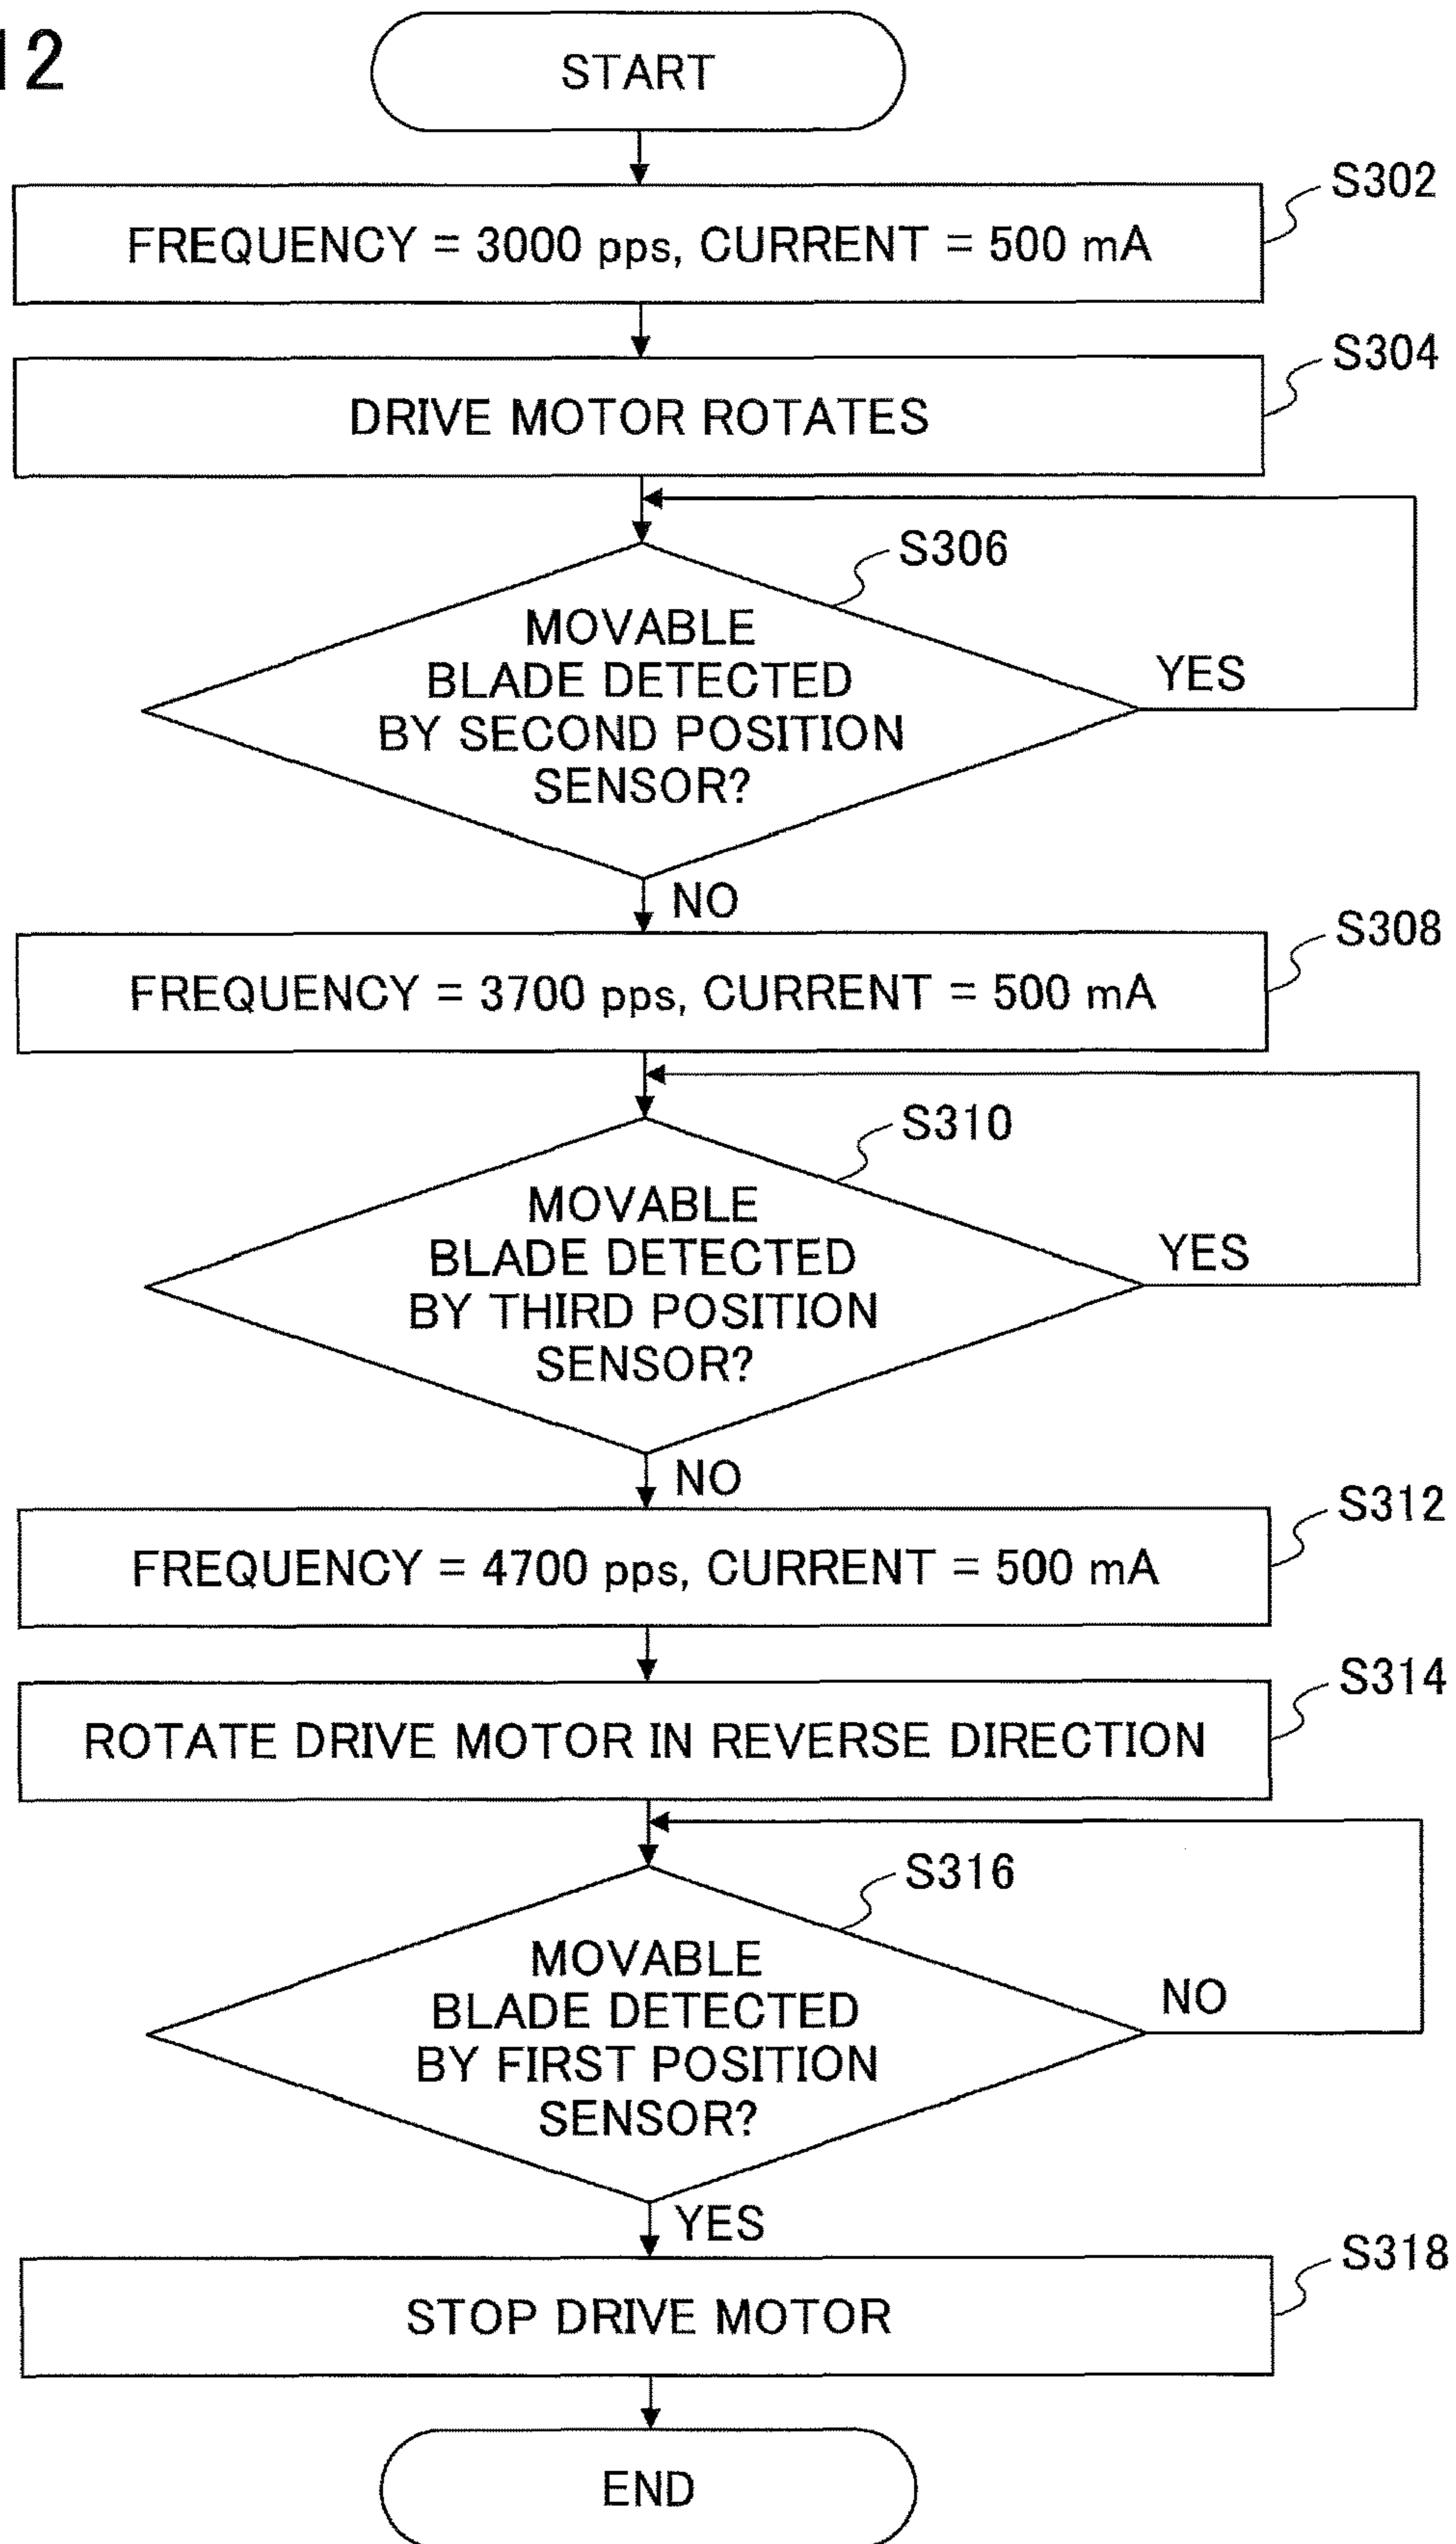 12
START
S302
FREQUENCY = 3000 pps, CURRENT = 500 mA
S304
DRIVE MOTOR ROTATES
S306
MOVABLE
BLADE DETECTED
BY SECOND POSITION
SENSOR?
YES
NO
S308
FREQUENCY = 3700 pps, CURRENT = 500 mA
S310
MOVABLE
BLADE DETECTED
BY THIRD POSITION
SENSOR?
YES
NO
S312
FREQUENCY = 4700 pps, CURRENT = 500 mA
S314
ROTATE DRIVE MOTOR IN REVERSE DIRECTION
S316
MOVABLE
BLADE DETECTED
BY FIRST POSITION
SENSOR?
NO
YES
S318
STOP DRIVE MOTOR
END